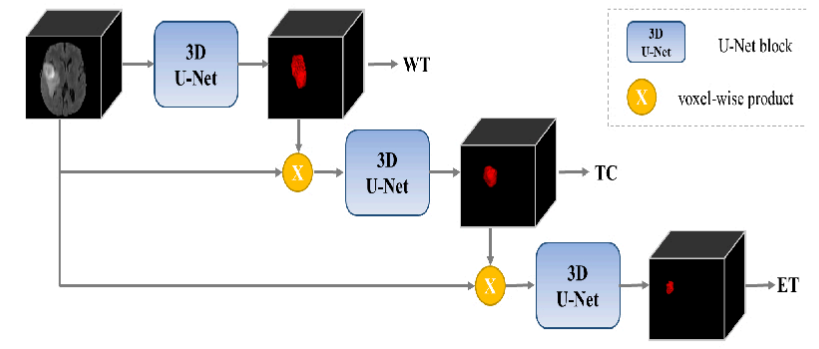 3D
U-Net
WT
3D
U-Net
U-Net block
X
voxel-wise product
X
3D
U-Net
TC
X
3D
U-Net
ET